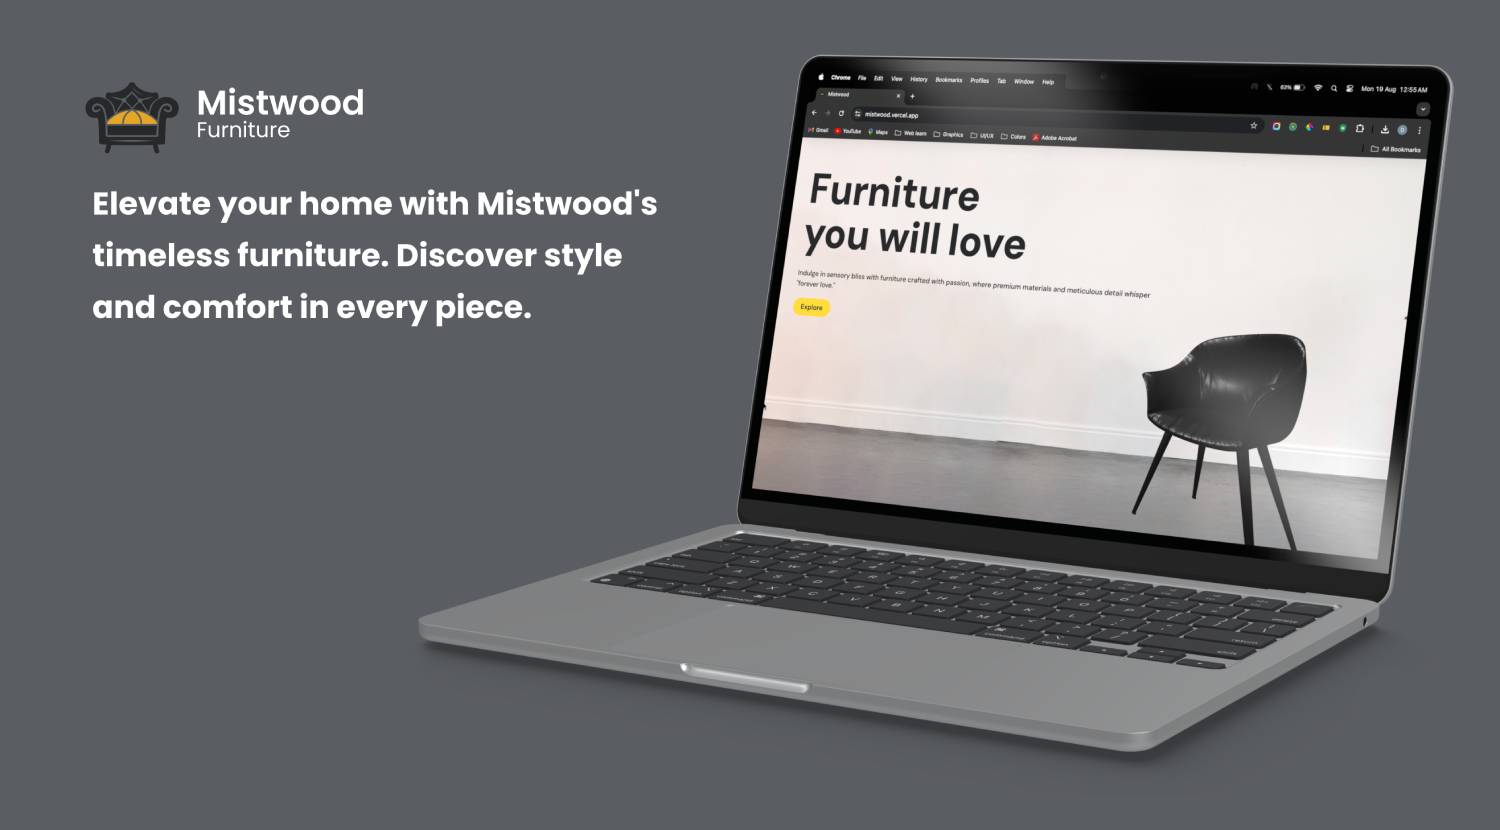 Mistwood
Furniture
Elevate your home with Mistwood's
timeless furniture. Discover style
and comfort in every piece.
Chrome File Edit View History Bookmarks Profiles Tab Window Help
63% Mon 19 Aug 12:55 AM
Mistwood
mistwood.vercel.app
Gmail YouTube Maps Web learn Graphics UI/UX Colors Adobe Acrobat
All Bookmarks
Furniture
you will love
Indulge in sensory bliss with furniture crafted with passion, where premium materials and meticulous detail whisper
"forever love."
Explore